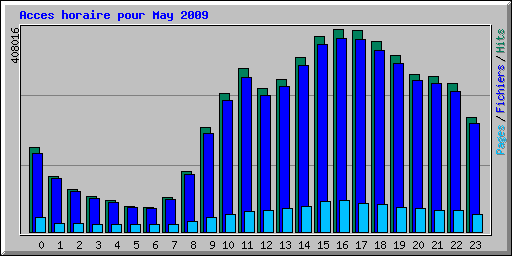 Acces horaire pour May 2009
408016
Pages / Fichiers / Hits
0 1 2 3 4 5 6 7 8 9 10 11 12 13 14 15 16 17 18 19 20 21 22 23